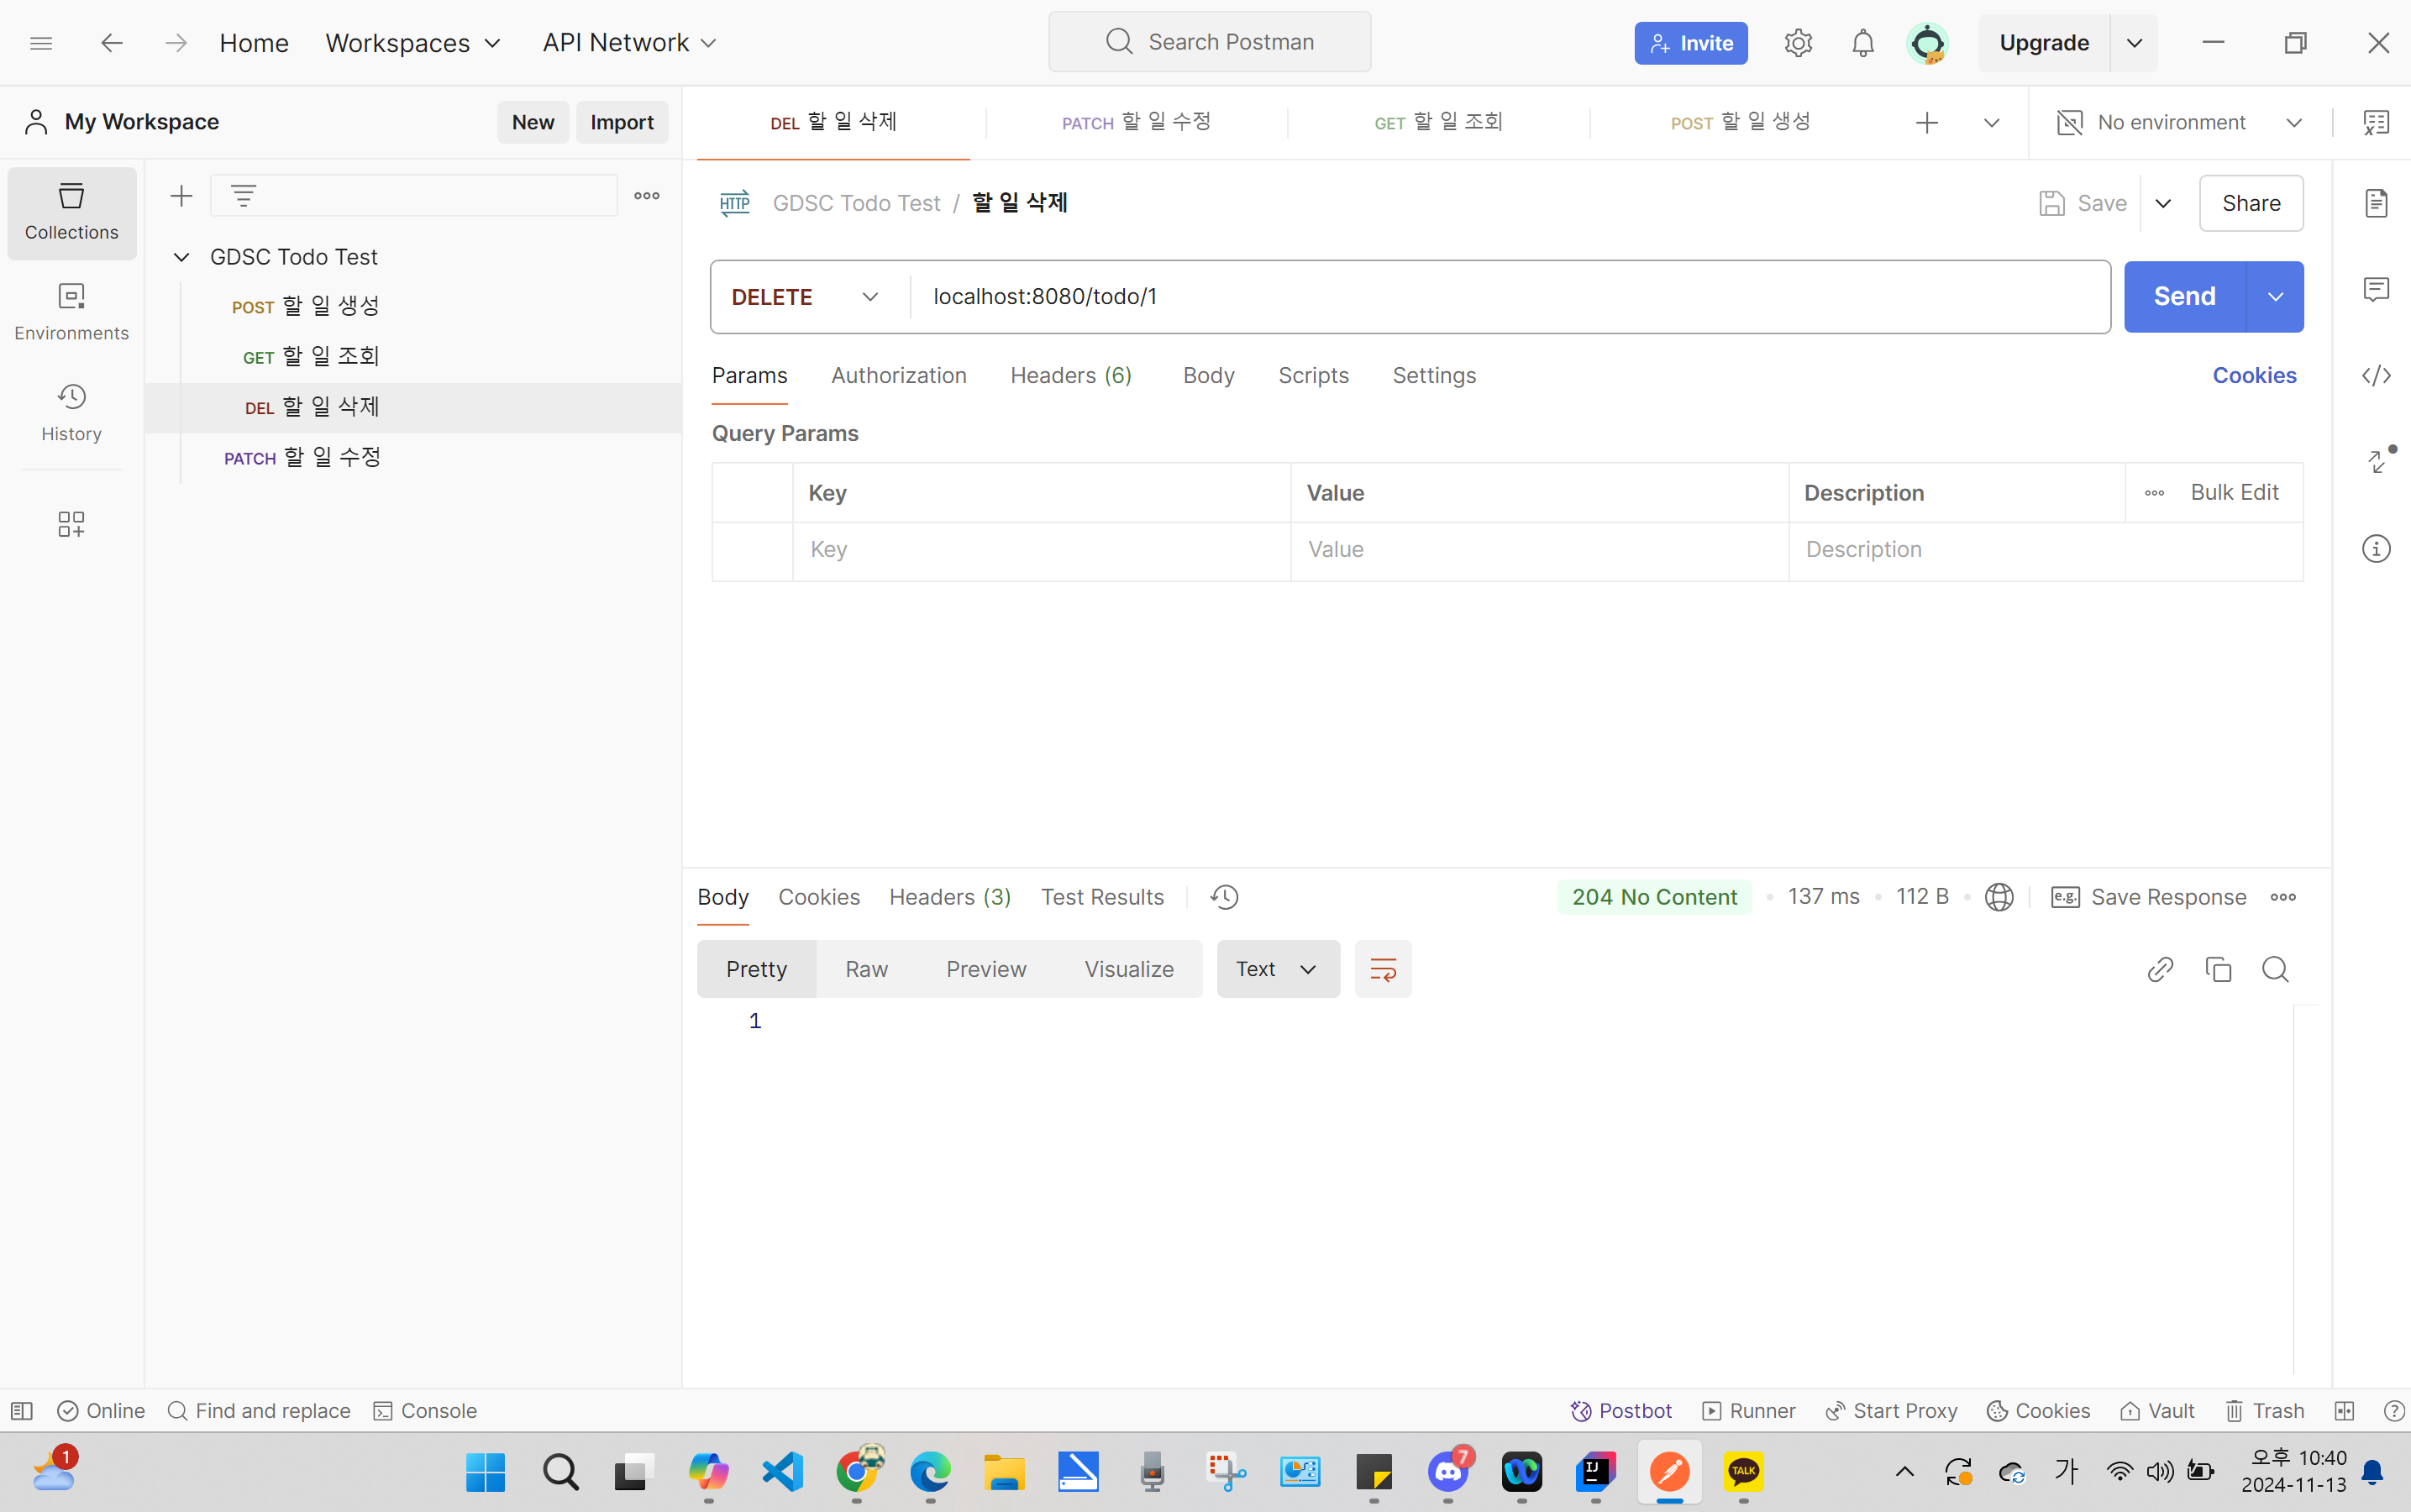 Home Workspaces API Network Search Postman Invite Upgrade
My Workspace New Import DEL 할 일 삭제 PATCH 할 일 수정 GET 할 일 조회 POST 할 일 생성 No environment
Collections
Environments
History
GDSC Todo Test
POST 할 일 생성
GET 할 일 조회
DEL 할 일 삭제
PATCH 할 일 수정
HTTP GDSC Todo Test / 할 일 삭제 Save Share
DELETE localhost:8080/todo/1 Send
Params Authorization Headers (6) Body Scripts Settings Cookies
Query Params
Key Value Description Bulk Edit
Key Value Description
Body Cookies Headers (3) Test Results 204 No Content • 137 ms • 112 B • e.g. Save Response
Pretty Raw Preview Visualize Text
1
Online Find and replace Console Postbot Runner Start Proxy Cookies Vault Trash
1 7 IJ TALK 가 오후 10:40
2024-11-13